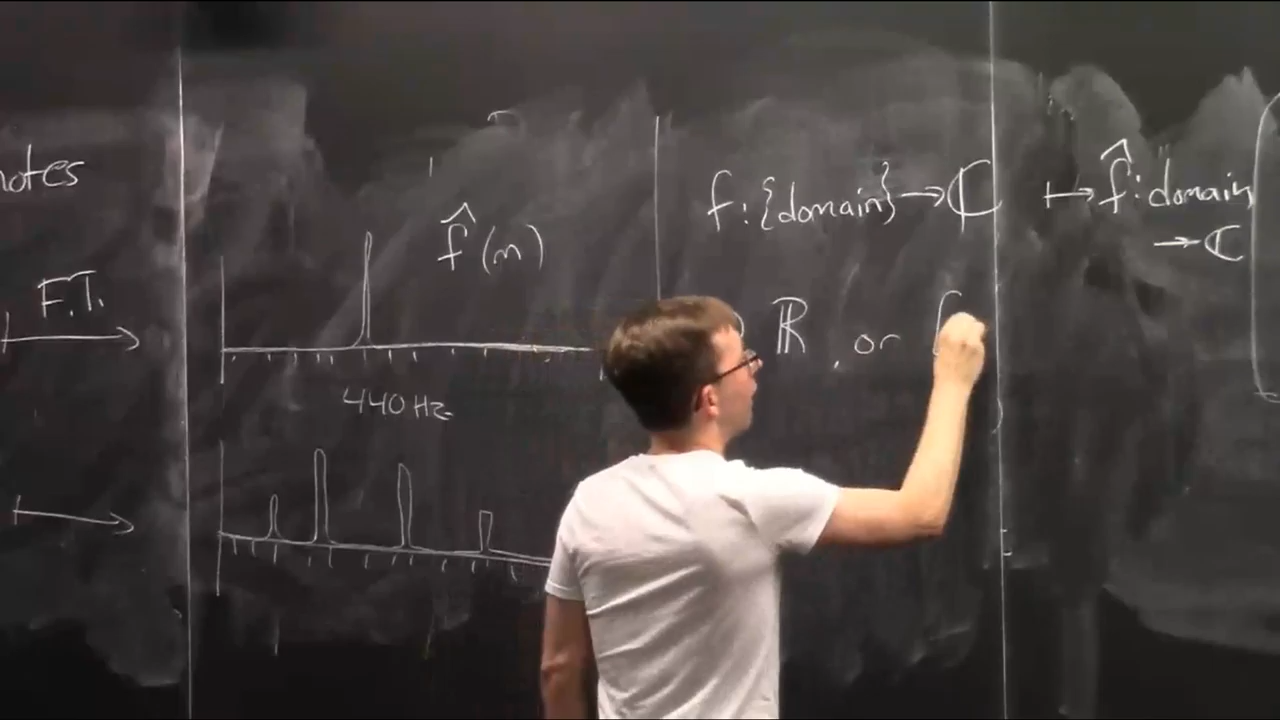 notes
F.T.
f̂(n)
440 Hz
f:{domain}→ℂ ↦ f̂:domain
→ℂ
ℝ, or